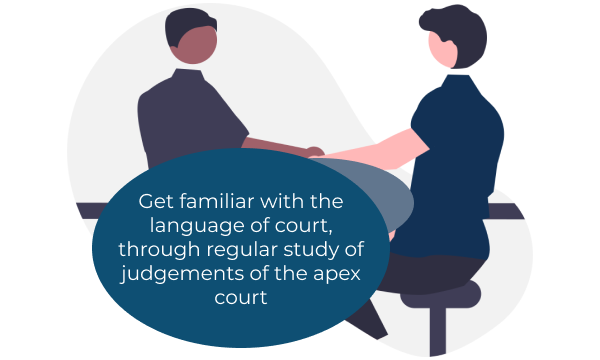 Get familiar with the
language of court,
through regular study of
judgements of the apex
court